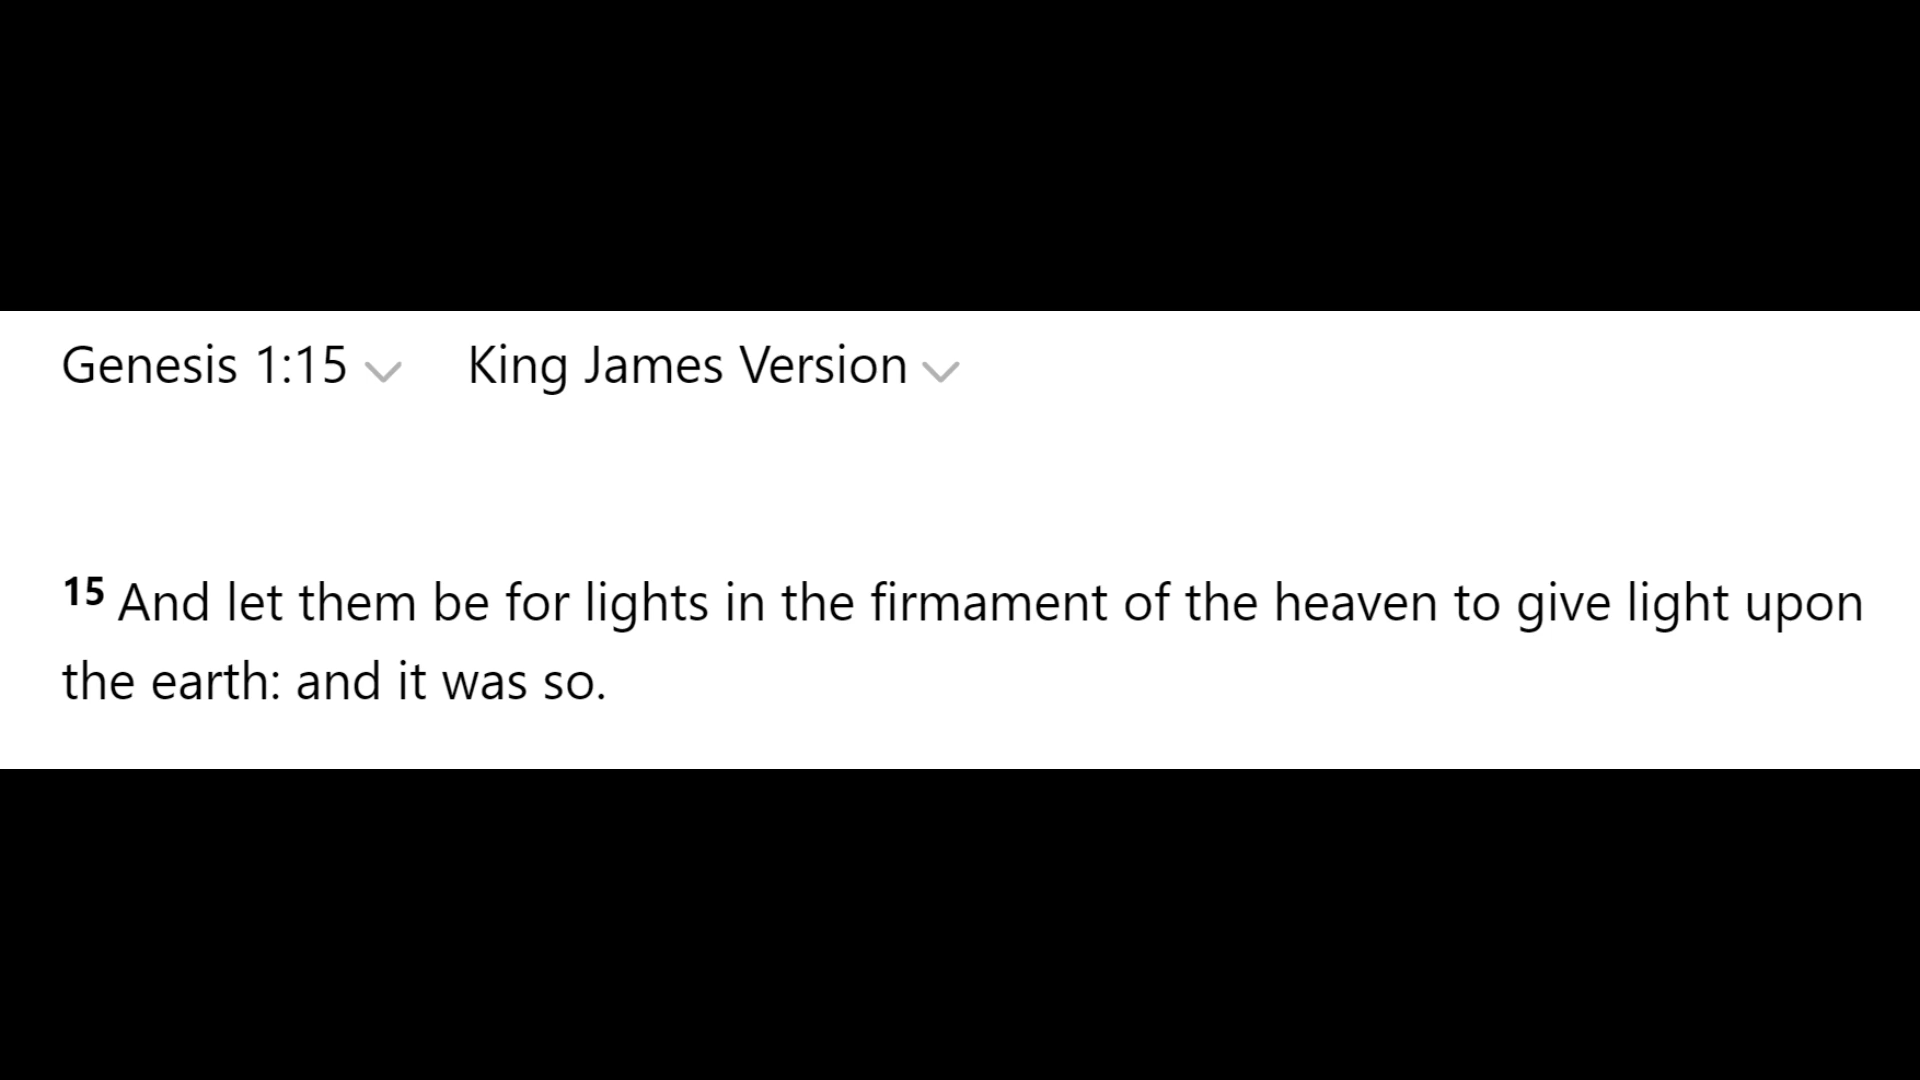 Genesis 1:15 King James Version
15 And let them be for lights in the firmament of the heaven to give light upon
the earth: and it was so.